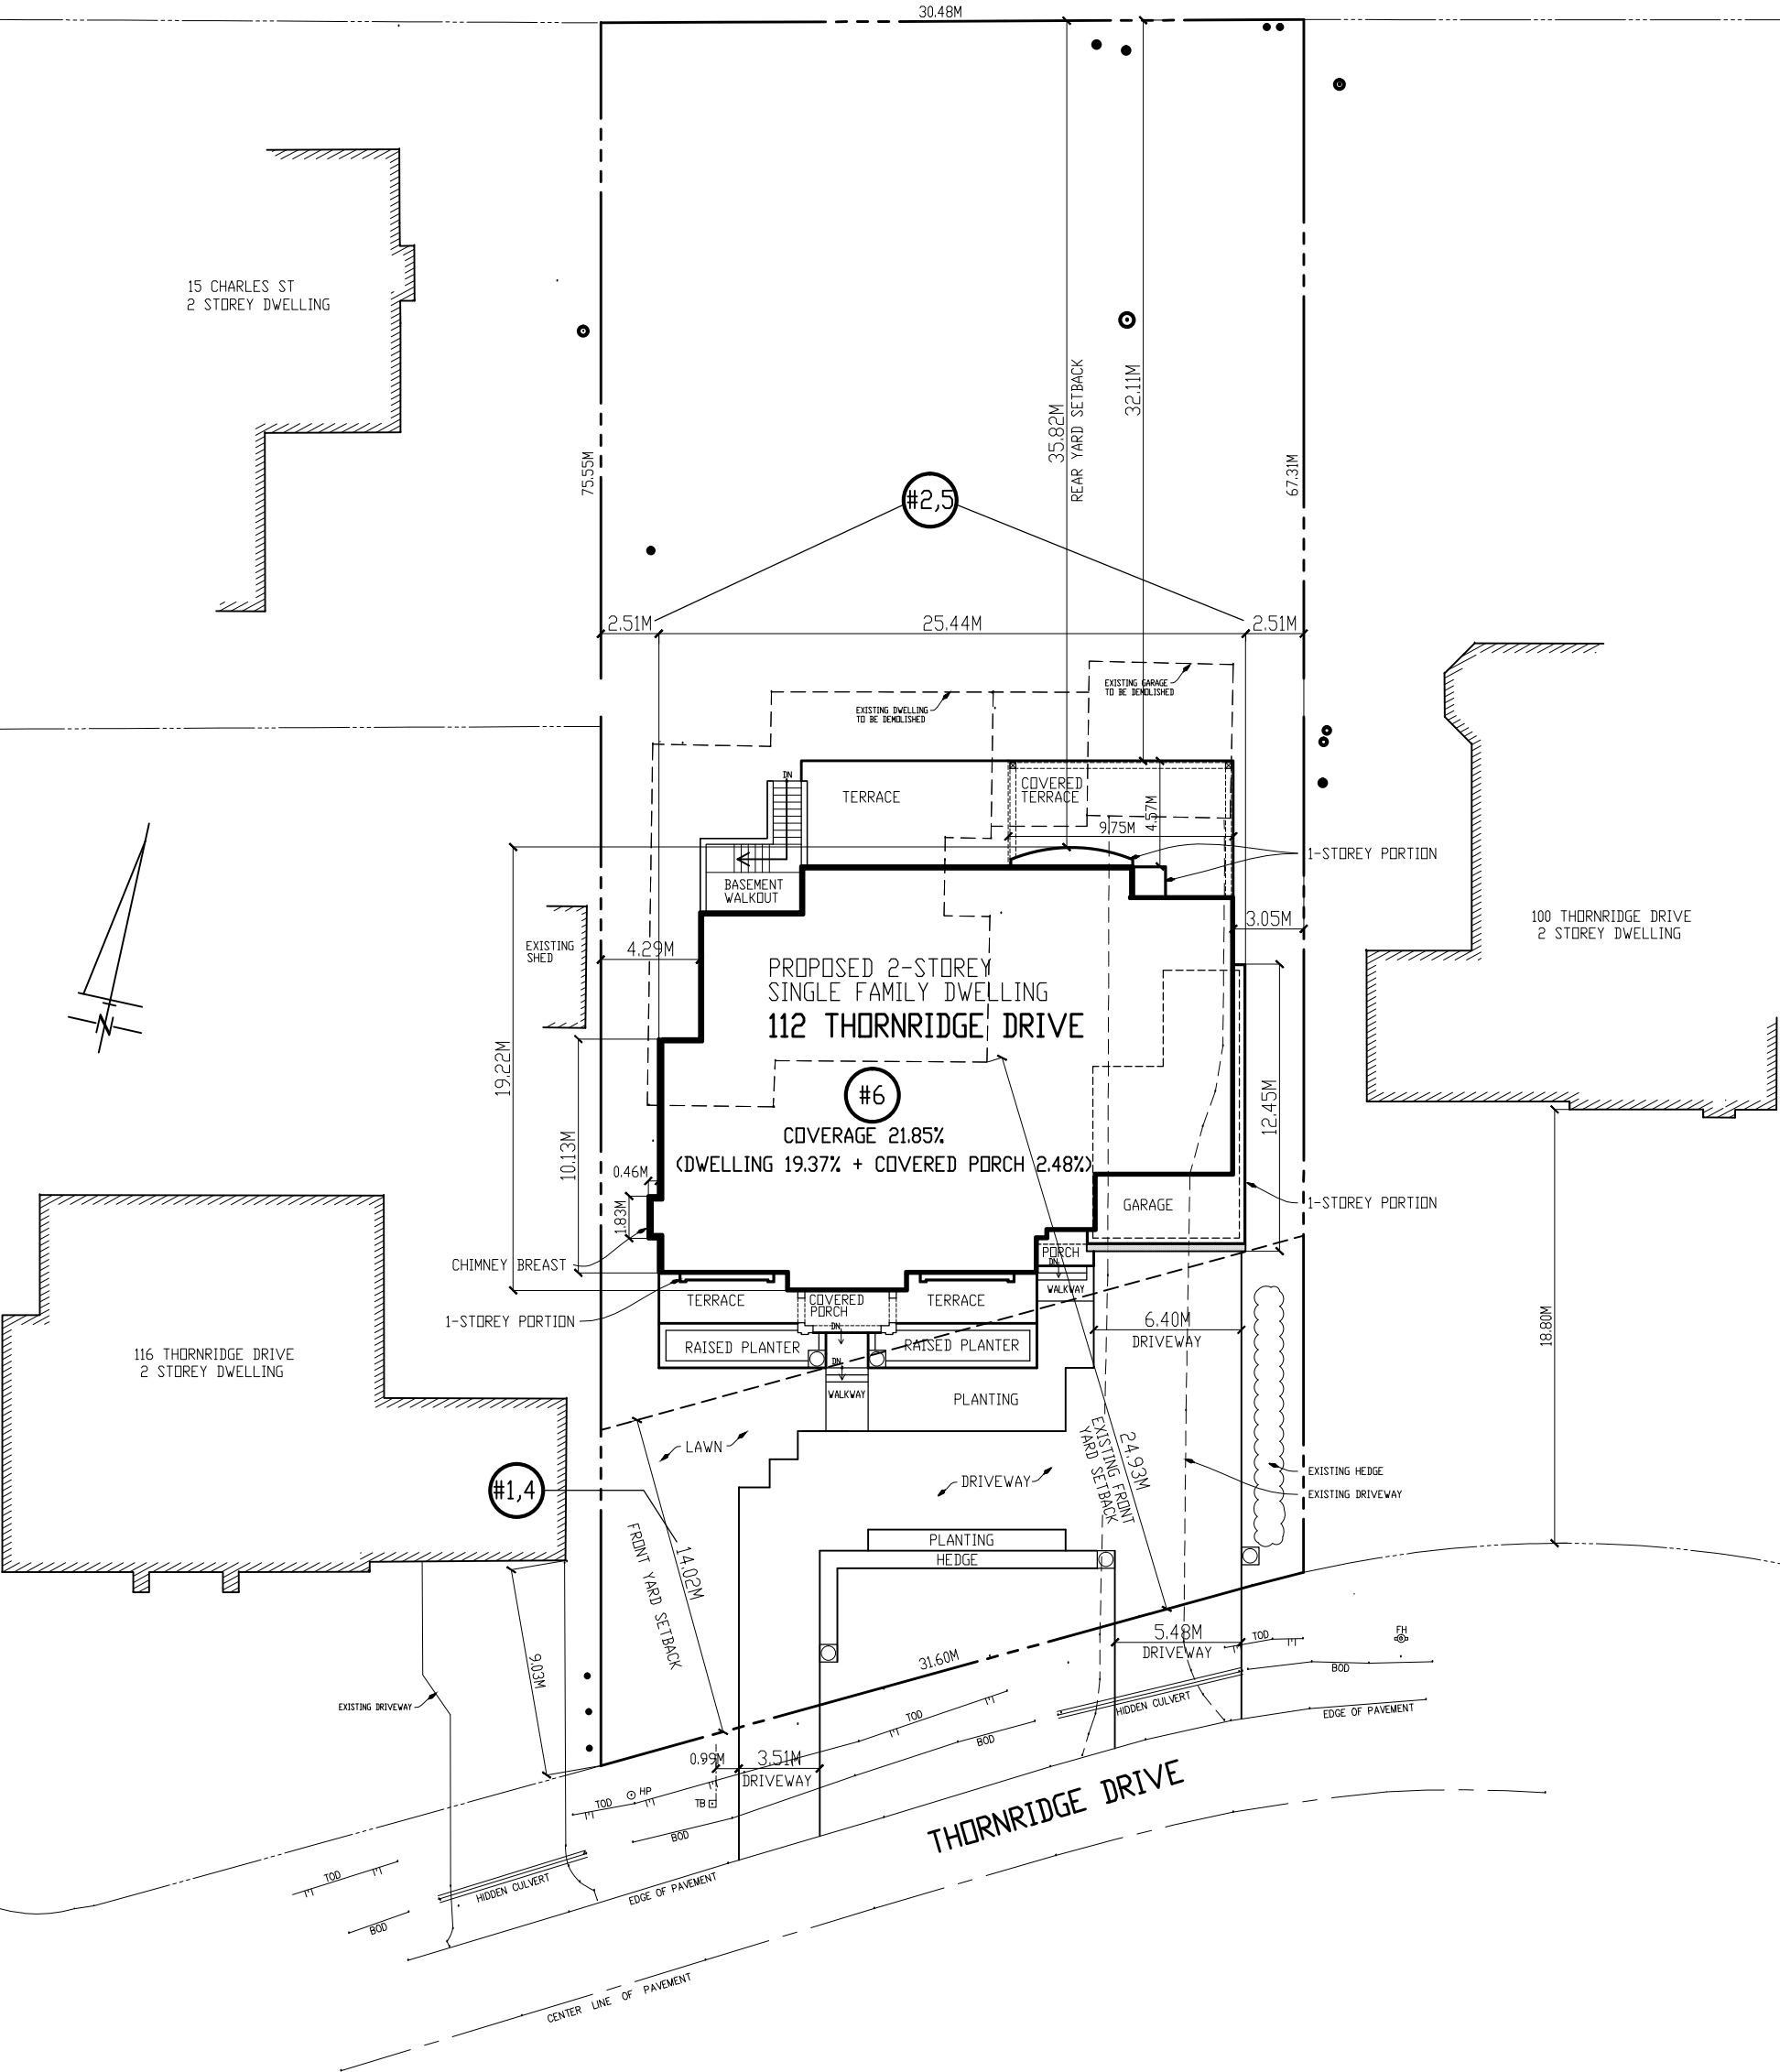 30.48M
15 CHARLES ST
2 STOREY DWELLING
75.55M
35.82M
REAR YARD SETBACK
32.11M
67.31M
#2,5
2.51M
25.44M
2.51M
EXISTING GARAGE
TO BE DEMOLISHED
EXISTING DWELLING
TO BE DEMOLISHED
DN
TERRACE
COVERED
TERRACE
4.57M
9.75M
1-STOREY PORTION
BASEMENT
WALKOUT
100 THORNRIDGE DRIVE
2 STOREY DWELLING
3.05M
EXISTING
SHED
4.29M
PROPOSED 2-STOREY
SINGLE FAMILY DWELLING
112 THORNRIDGE DRIVE
N
19.22M
#6
12.45M
COVERAGE 21.85%
(DWELLING 19.37% + COVERED PORCH 2.48%)
10.13M
0.46M
1.83M
GARAGE
1-STOREY PORTION
CHIMNEY BREAST
PORCH
DN
WALKWAY
TERRACE
COVERED
PORCH
TERRACE
1-STOREY PORTION
DN
6.40M
DRIVEWAY
18.80M
RAISED PLANTER
RAISED PLANTER
DN
116 THORNRIDGE DRIVE
2 STOREY DWELLING
WALKWAY
PLANTING
LAWN
24.93M
EXISTING FRONT
YARD SETBACK
#1,4
DRIVEWAY
EXISTING HEDGE
EXISTING DRIVEWAY
PLANTING
HEDGE
14.02M
FRONT YARD SETBACK
5.48M
DRIVEWAY
TOD
FH
BOD
9.03M
31.60M
EXISTING DRIVEWAY
HIDDEN CULVERT
EDGE OF PAVEMENT
TOD
BOD
0.99M
3.51M
DRIVEWAY
HP
TOD
TB
THORNRIDGE DRIVE
BOD
TOD
HIDDEN CULVERT
EDGE OF PAVEMENT
BOD
CENTER LINE OF PAVEMENT